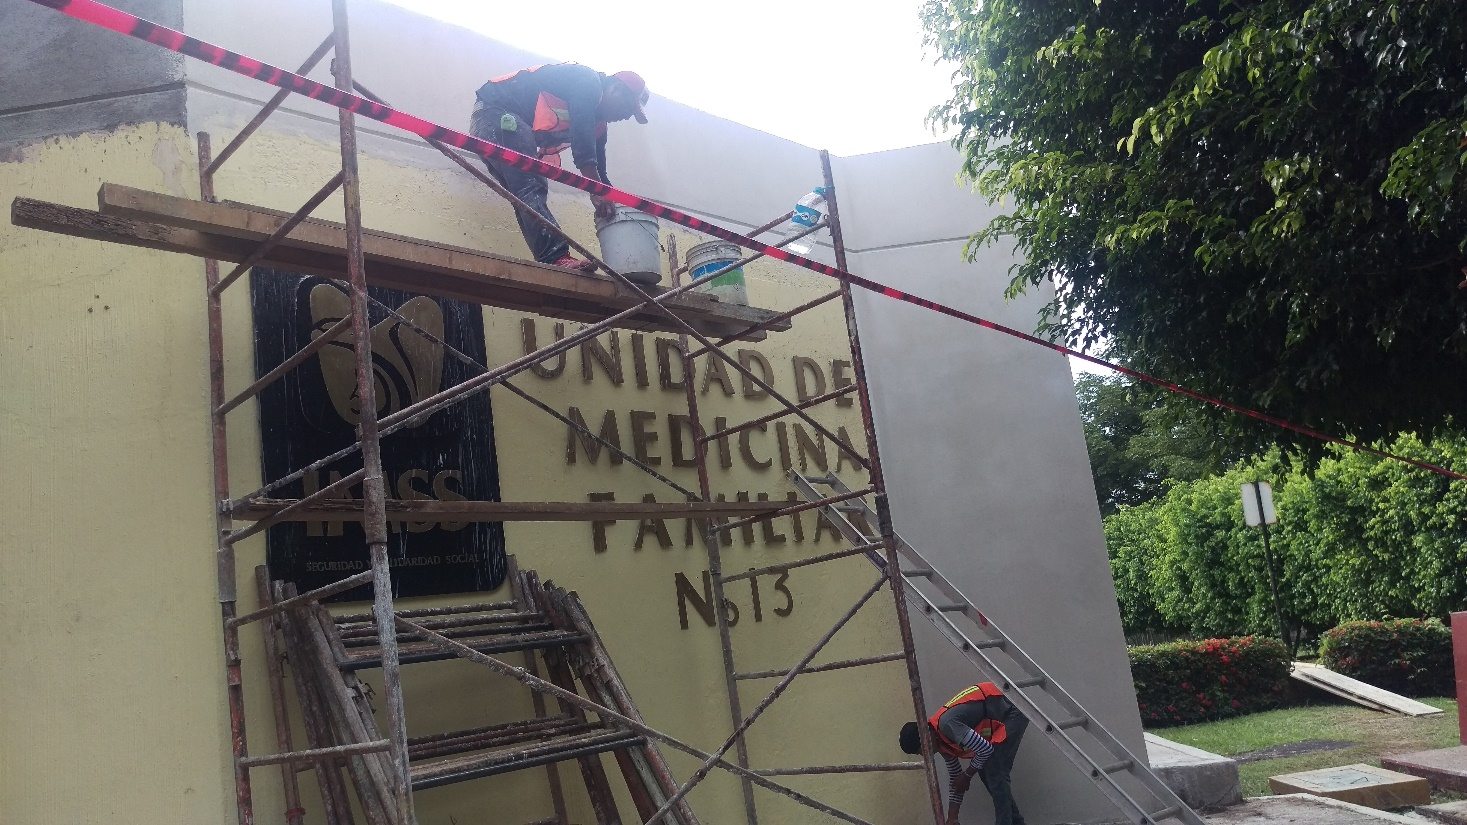 UNIDAD DE
MEDICINA
FAMILIAR
No 13
IMSS
SEGURIDAD Y SOLIDARIDAD SOCIAL